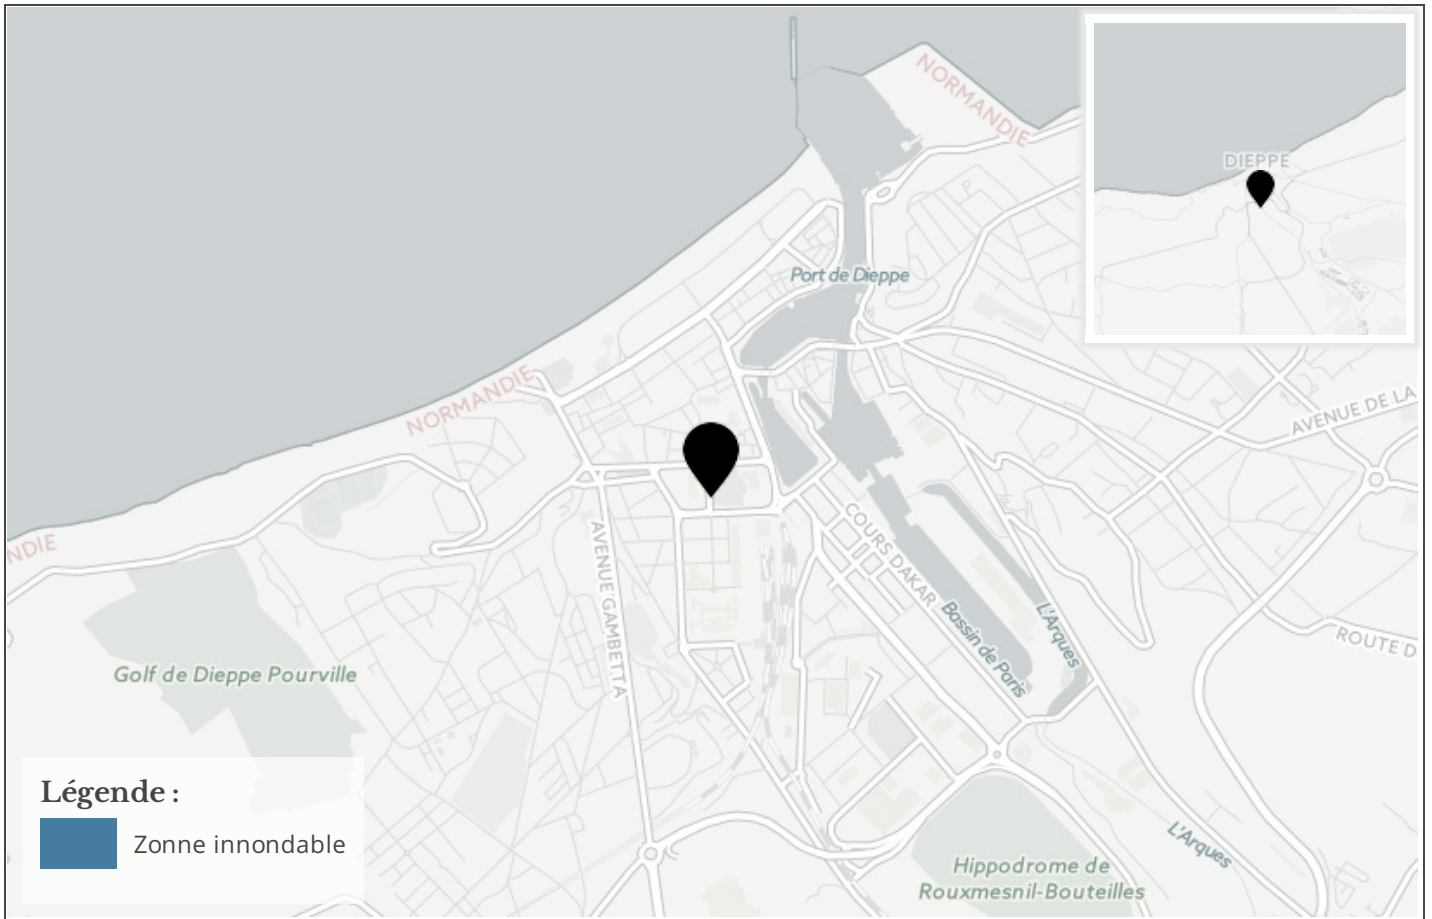 NORMANDIE
DIEPPE
Port de Dieppe
NORMANDIE
AVENUE DE LA
NDIE
AVENUE GAMBETTA
COURS DAKAR
Bassin de Paris
L'Arques
ROUTE D
Golf de Dieppe Pourville
Légende :
Zonne innondable
L'Arques
Hippodrome de
Rouxmesnil-Bouteilles